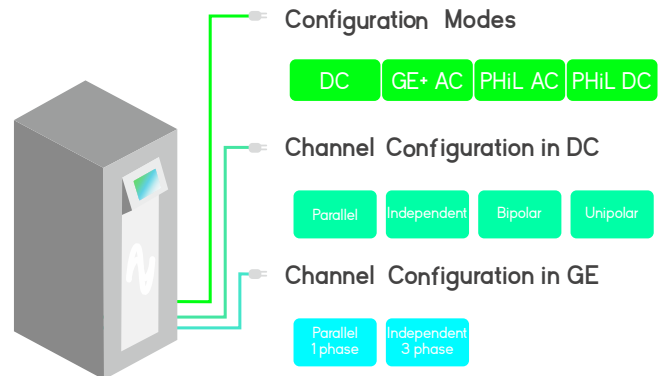 Configuration Modes
DC GE+ AC PHiL AC PHiL DC
Channel Configuration in DC
Parallel Independent Bipolar Unipolar
Channel Configuration in GE
Parallel Independent
1 phase 3 phase